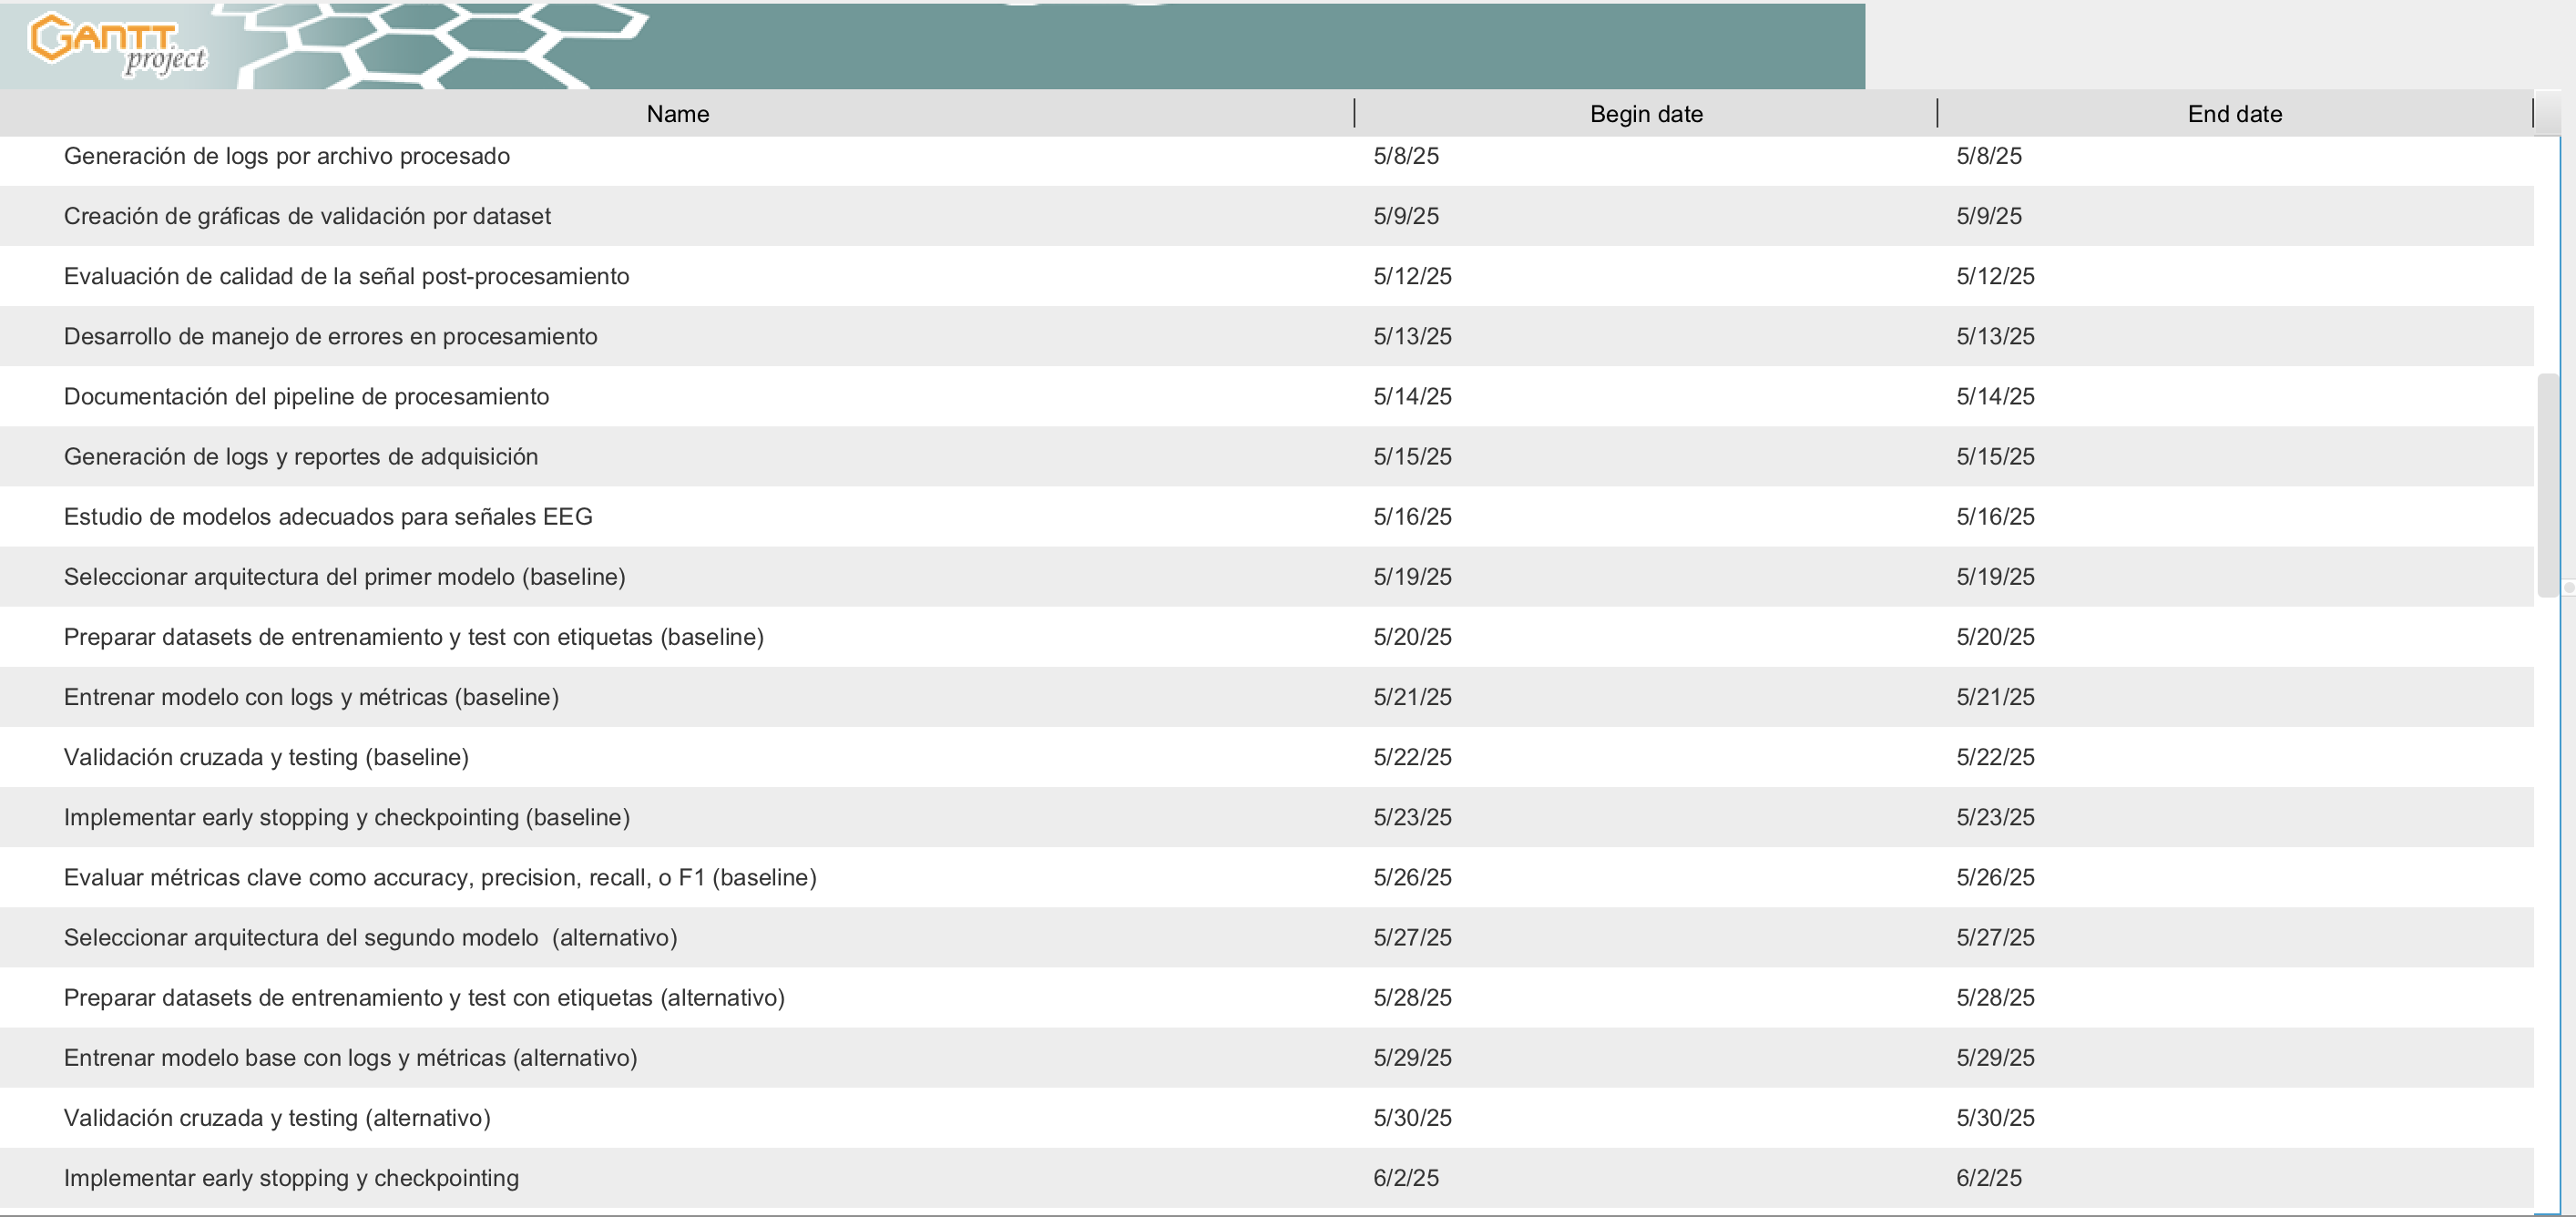 GANTT
project
Name Begin date End date
Generación de logs por archivo procesado 5/8/25 5/8/25
Creación de gráficas de validación por dataset 5/9/25 5/9/25
Evaluación de calidad de la señal post-procesamiento 5/12/25 5/12/25
Desarrollo de manejo de errores en procesamiento 5/13/25 5/13/25
Documentación del pipeline de procesamiento 5/14/25 5/14/25
Generación de logs y reportes de adquisición 5/15/25 5/15/25
Estudio de modelos adecuados para señales EEG 5/16/25 5/16/25
Seleccionar arquitectura del primer modelo (baseline) 5/19/25 5/19/25
Preparar datasets de entrenamiento y test con etiquetas (baseline) 5/20/25 5/20/25
Entrenar modelo con logs y métricas (baseline) 5/21/25 5/21/25
Validación cruzada y testing (baseline) 5/22/25 5/22/25
Implementar early stopping y checkpointing (baseline) 5/23/25 5/23/25
Evaluar métricas clave como accuracy, precision, recall, o F1 (baseline) 5/26/25 5/26/25
Seleccionar arquitectura del segundo modelo  (alternativo) 5/27/25 5/27/25
Preparar datasets de entrenamiento y test con etiquetas (alternativo) 5/28/25 5/28/25
Entrenar modelo base con logs y métricas (alternativo) 5/29/25 5/29/25
Validación cruzada y testing (alternativo) 5/30/25 5/30/25
Implementar early stopping y checkpointing 6/2/25 6/2/25